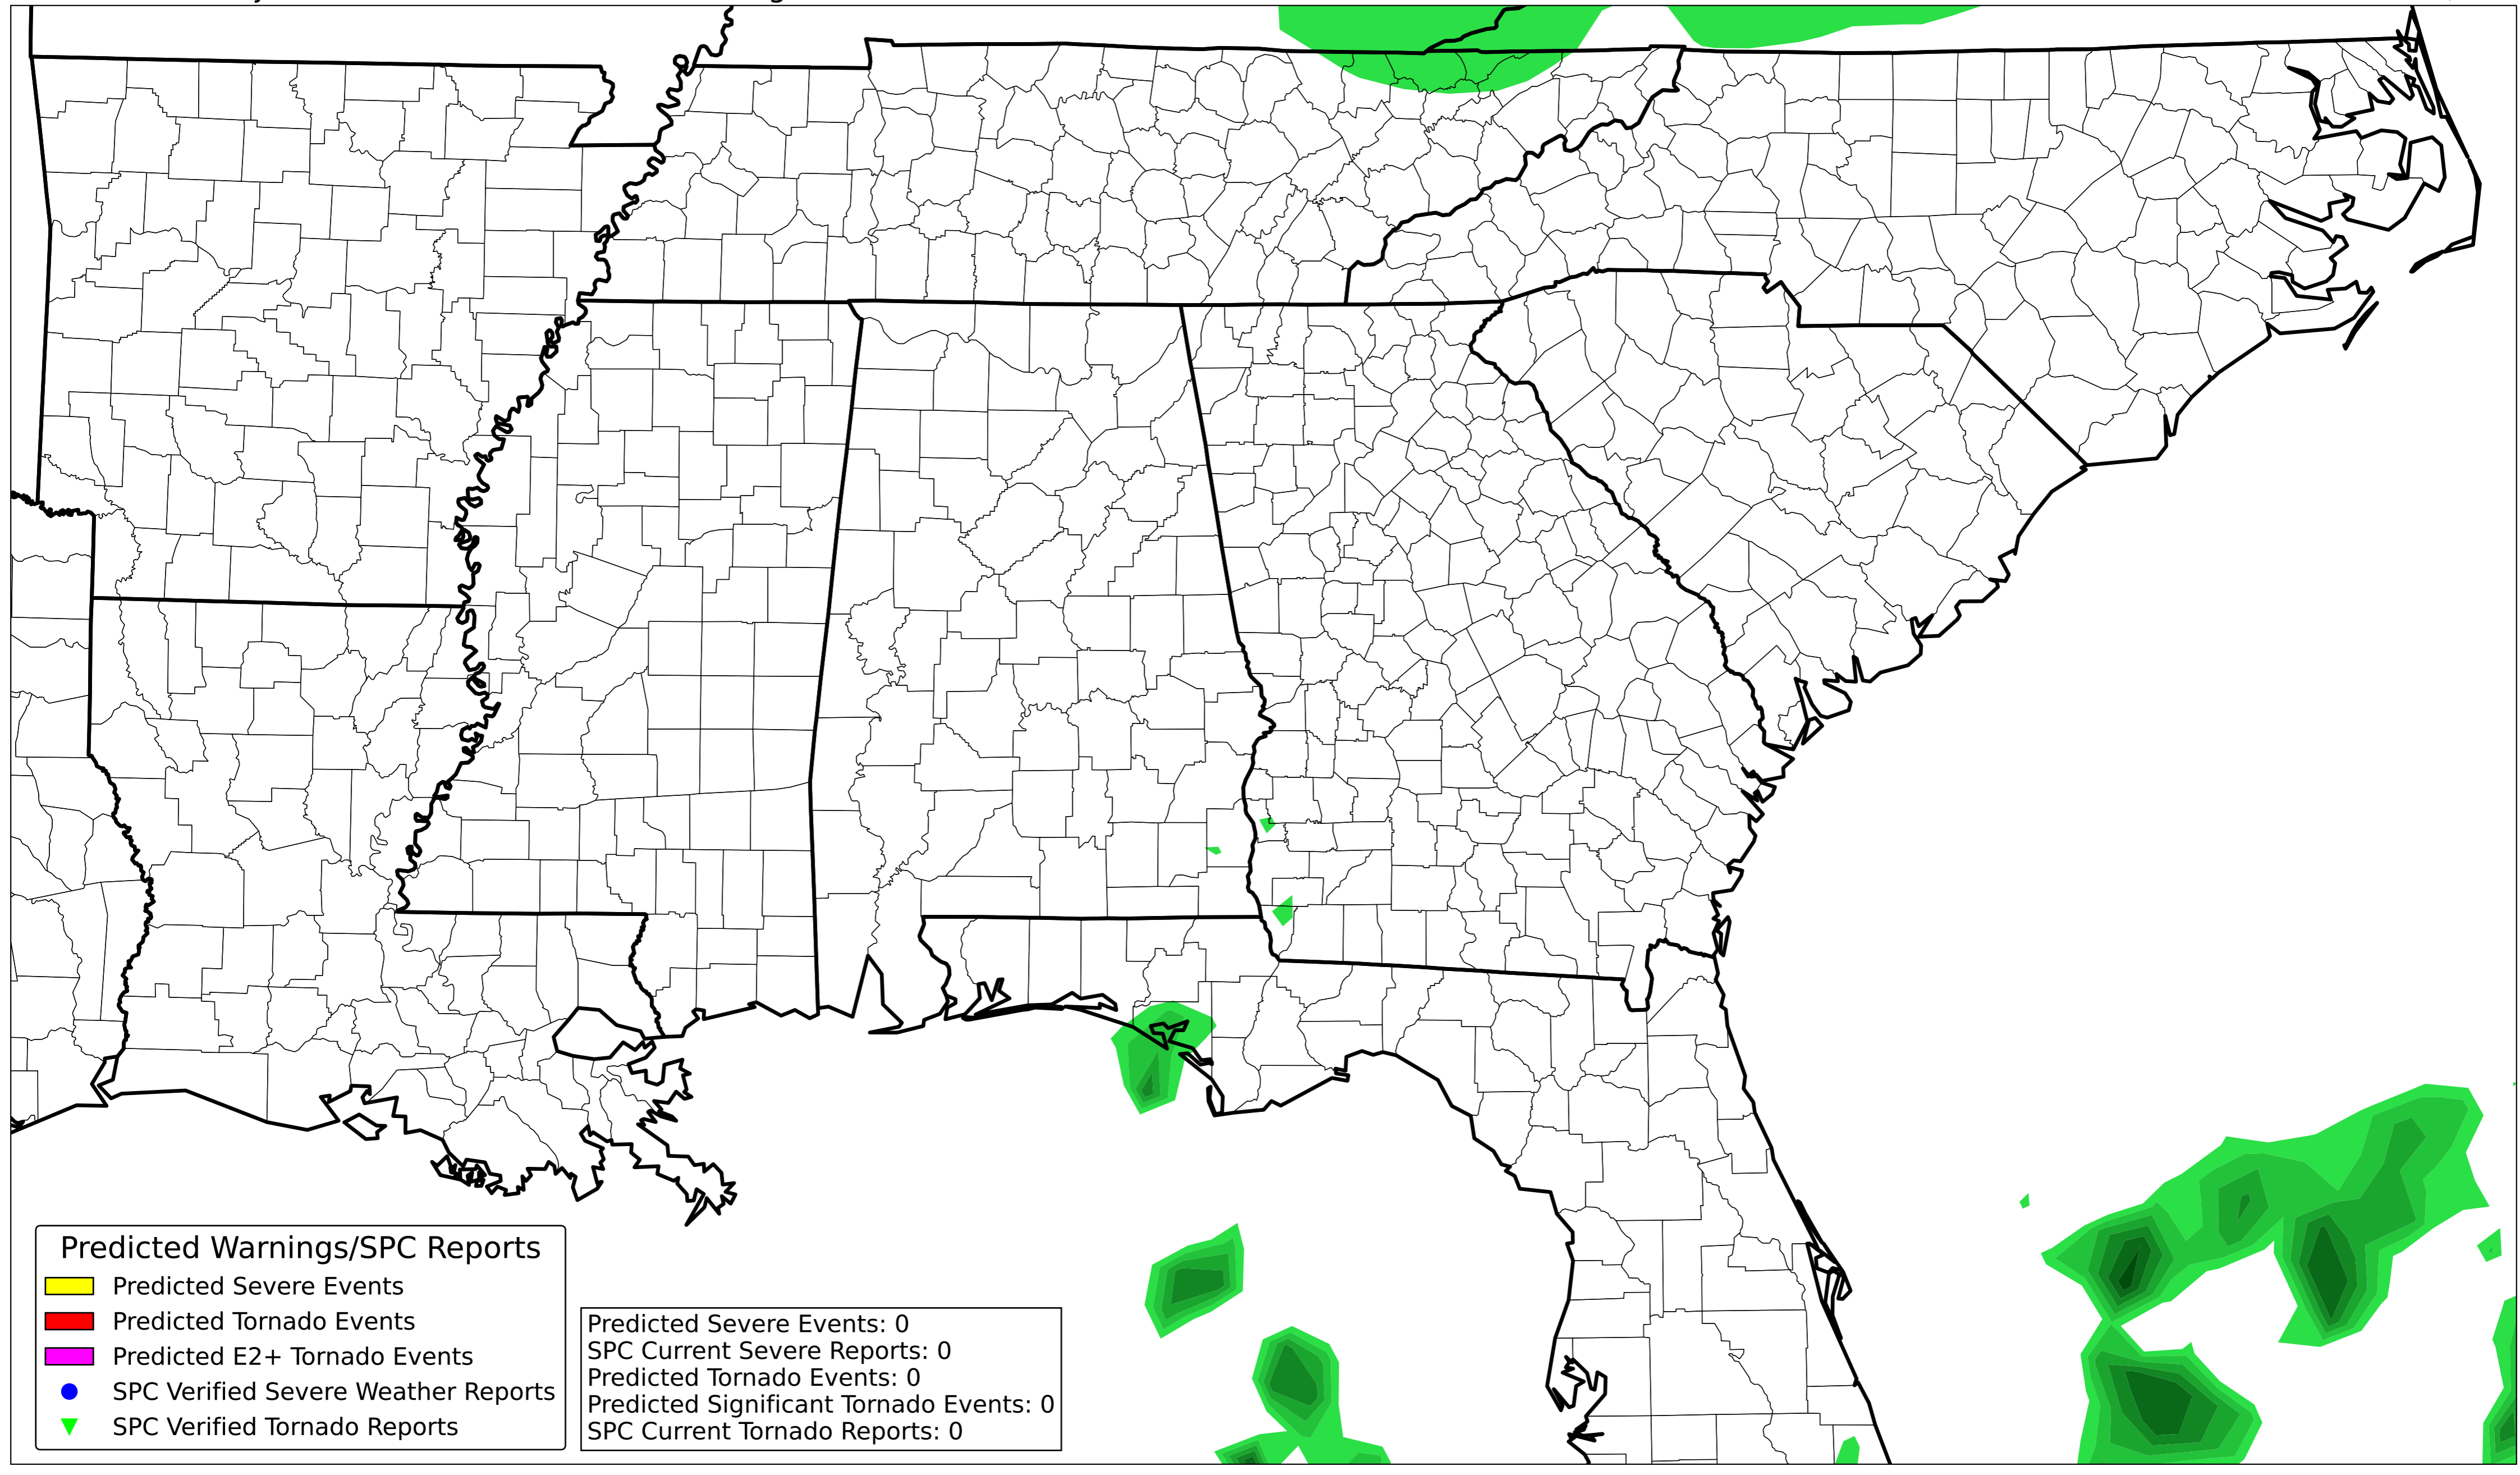 Predicted Warnings/SPC Reports
Predicted Severe Events
Predicted Tornado Events
Predicted E2+ Tornado Events
SPC Verified Severe Weather Reports
SPC Verified Tornado Reports
Predicted Severe Events: 0
SPC Current Severe Reports: 0
Predicted Tornado Events: 0
Predicted Significant Tornado Events: 0
SPC Current Tornado Reports: 0